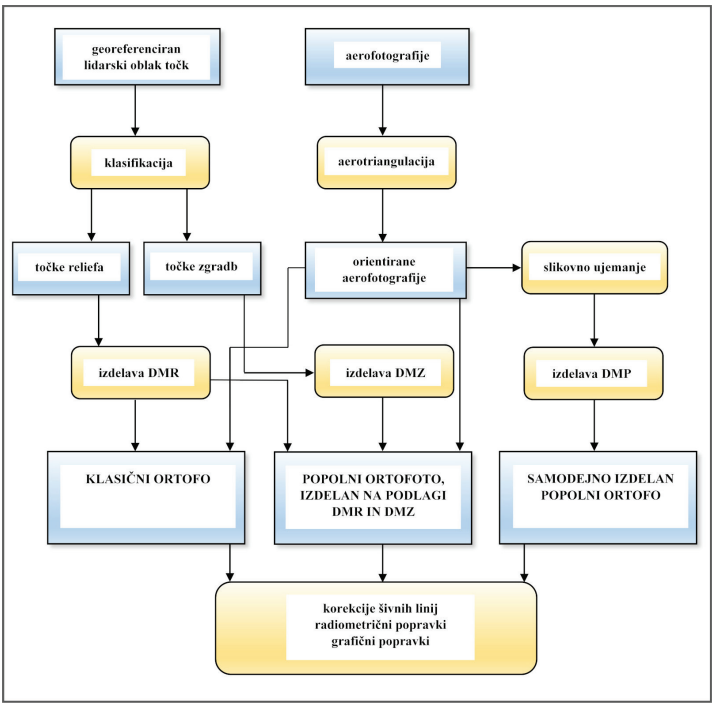 georeferenciran
lidarski oblak točk
aerofotografije
klasifikacija
aerotriangulacija
točke reliefa
točke zgradb
orientirane
aerofotografije
slikovno ujemanje
izdelava DMR
izdelava DMZ
izdelava DMP
KLASIČNI ORTOFO
POPOLNI ORTOFOTO,
IZDELAN NA PODLAGI
DMR IN DMZ
SAMODEJNO IZDELAN
POPOLNI ORTOFO
korekcije šivnih linij
radiometrični popravki
grafični popravki